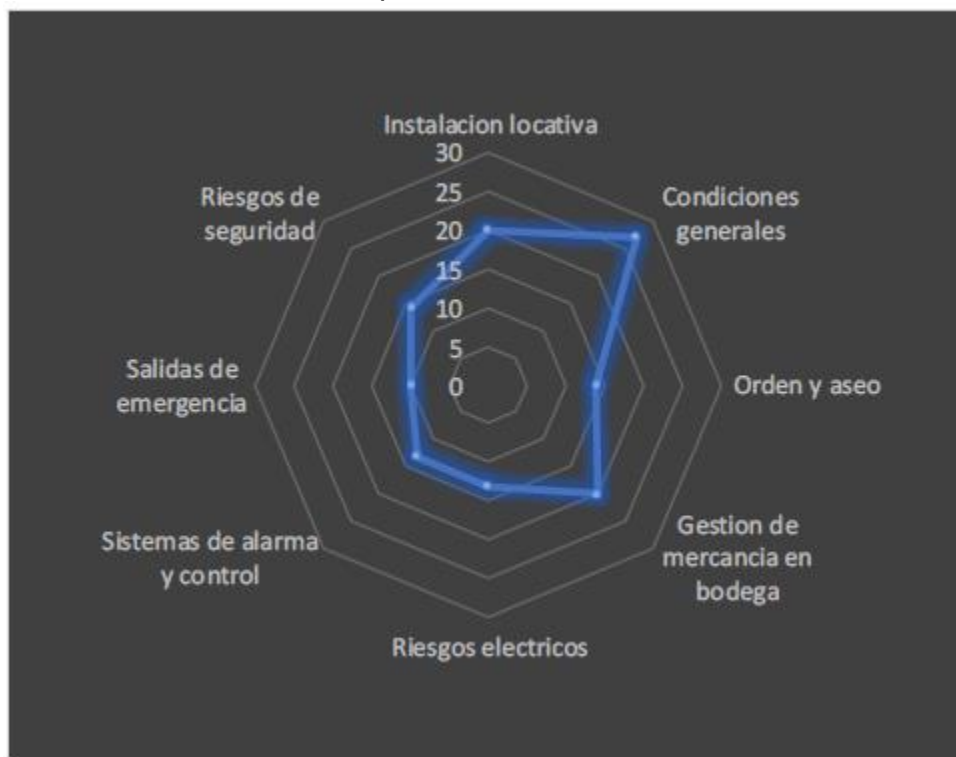 Instalacion locativa
30
25
20
15
10
5
0
Condiciones
generales
Orden y aseo
Gestion de
mercancia en
bodega
Riesgos electricos
Sistemas de alarma
y control
Salidas de
emergencia
Riesgos de
seguridad